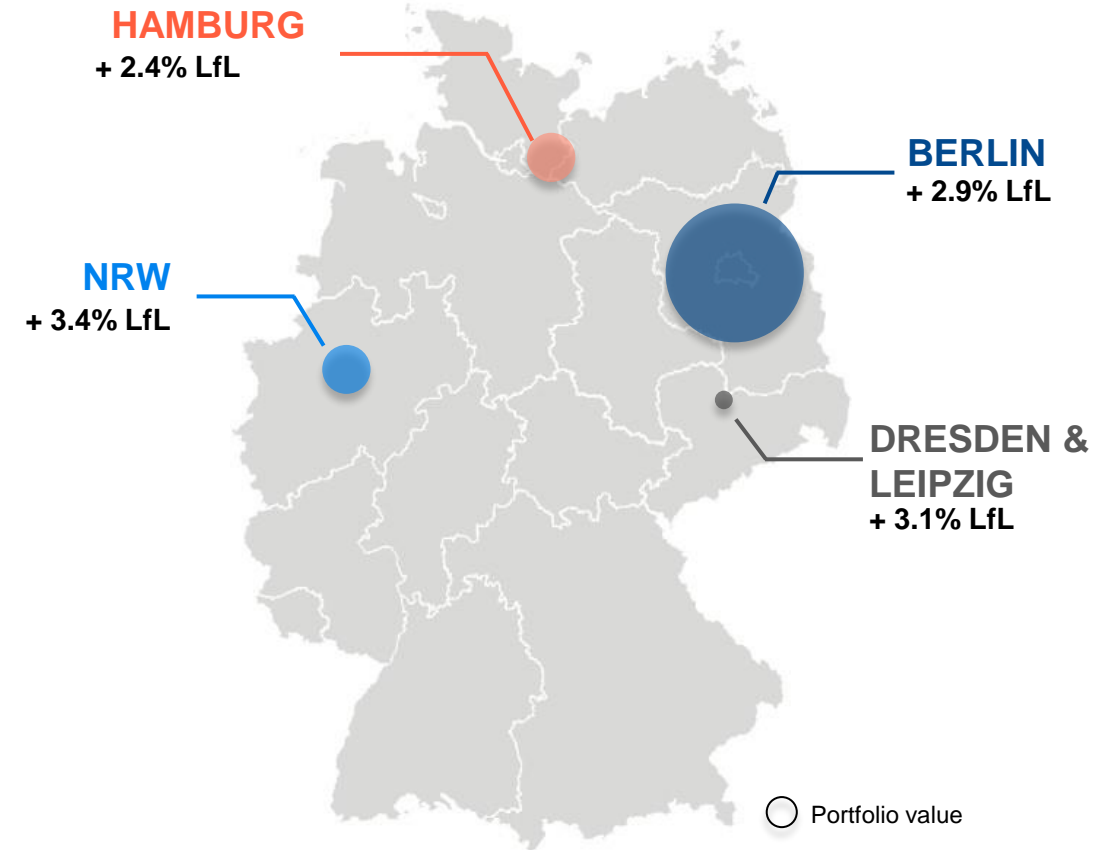 HAMBURG
+ 2.4% LfL
BERLIN
+ 2.9% LfL
NRW
+ 3.4% LfL
DRESDEN &
LEIPZIG
+ 3.1% LfL
Portfolio value